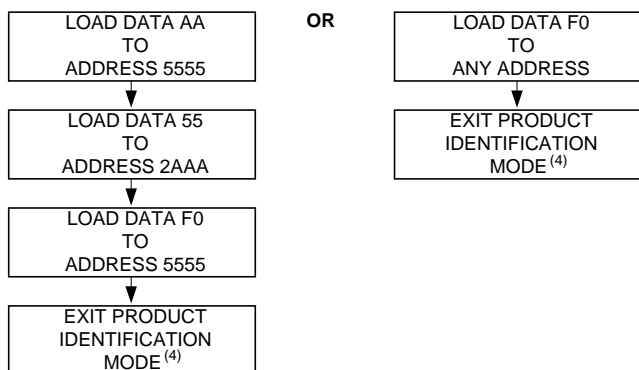 LOAD DATA AA
TO
ADDRESS 5555
LOAD DATA 55
TO
ADDRESS 2AAA
LOAD DATA F0
TO
ADDRESS 5555
EXIT PRODUCT
IDENTIFICATION
MODE(4)
OR
LOAD DATA F0
TO
ANY ADDRESS
EXIT PRODUCT
IDENTIFICATION
MODE(4)